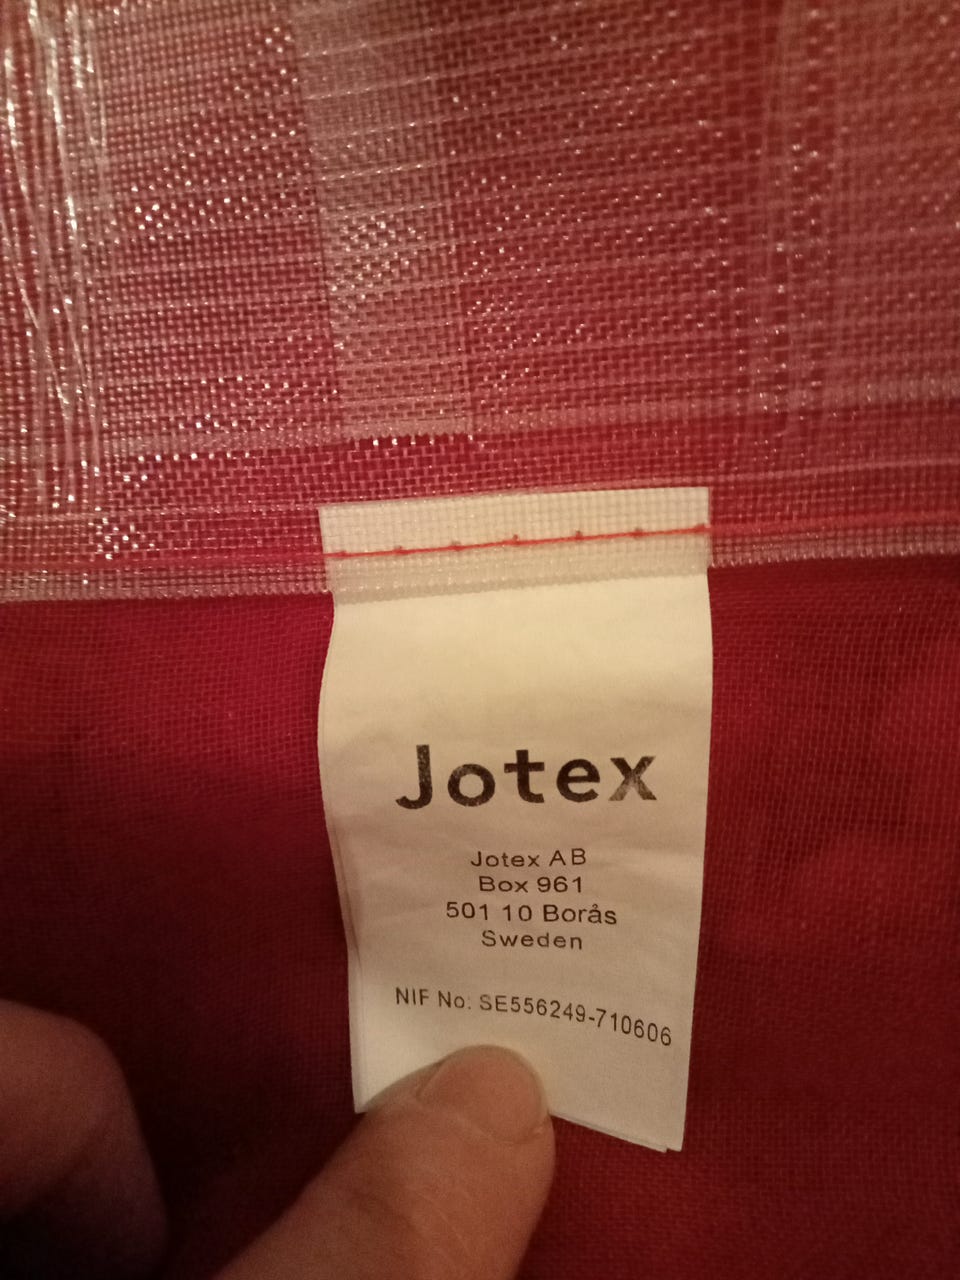 Jotex
Jotex AB
Box 961
501 10 Borås
Sweden
NIF No: SE556249-710606